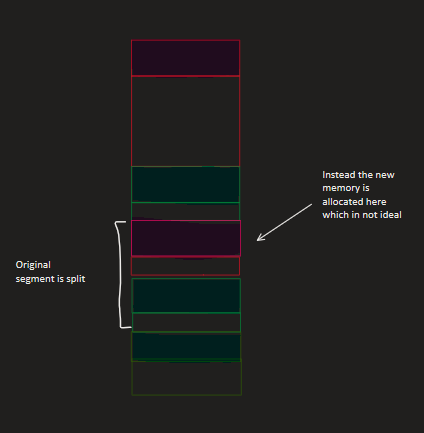 Instead the new
memory is
allocated here
which in not ideal
Original
segment is split